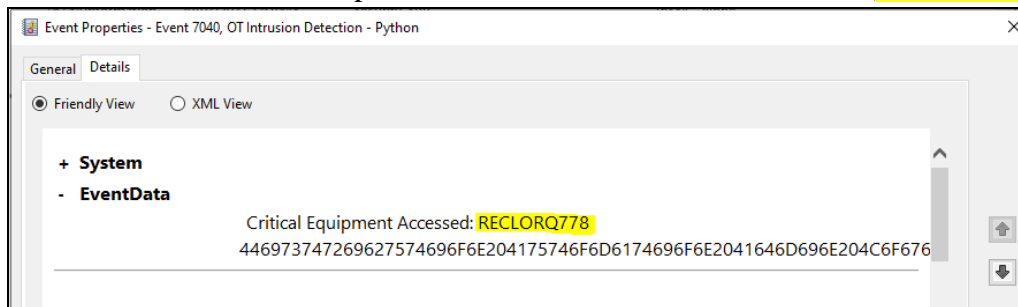 Event Properties - Event 7040, OT Intrusion Detection - Python
General Details
Friendly View XML View
+ System
- EventData
Critical Equipment Accessed: RECLORQ778
446973747269627574696F6E204175746F6D6174696F6E2041646D696E204C6F676